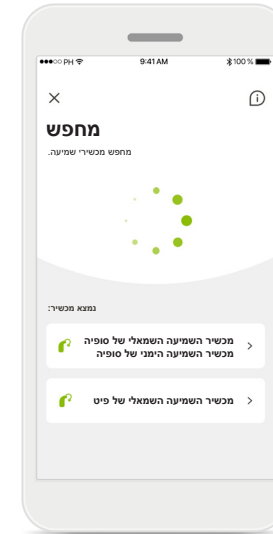 PH 9:41 AM 100 %
מחפש
מחפש מכשירי שמיעה.
נמצא מכשיר:
מכשיר השמיעה השמאלי של סופיה
מכשיר השמיעה הימני של סופיה
מכשיר השמיעה השמאלי של פיט